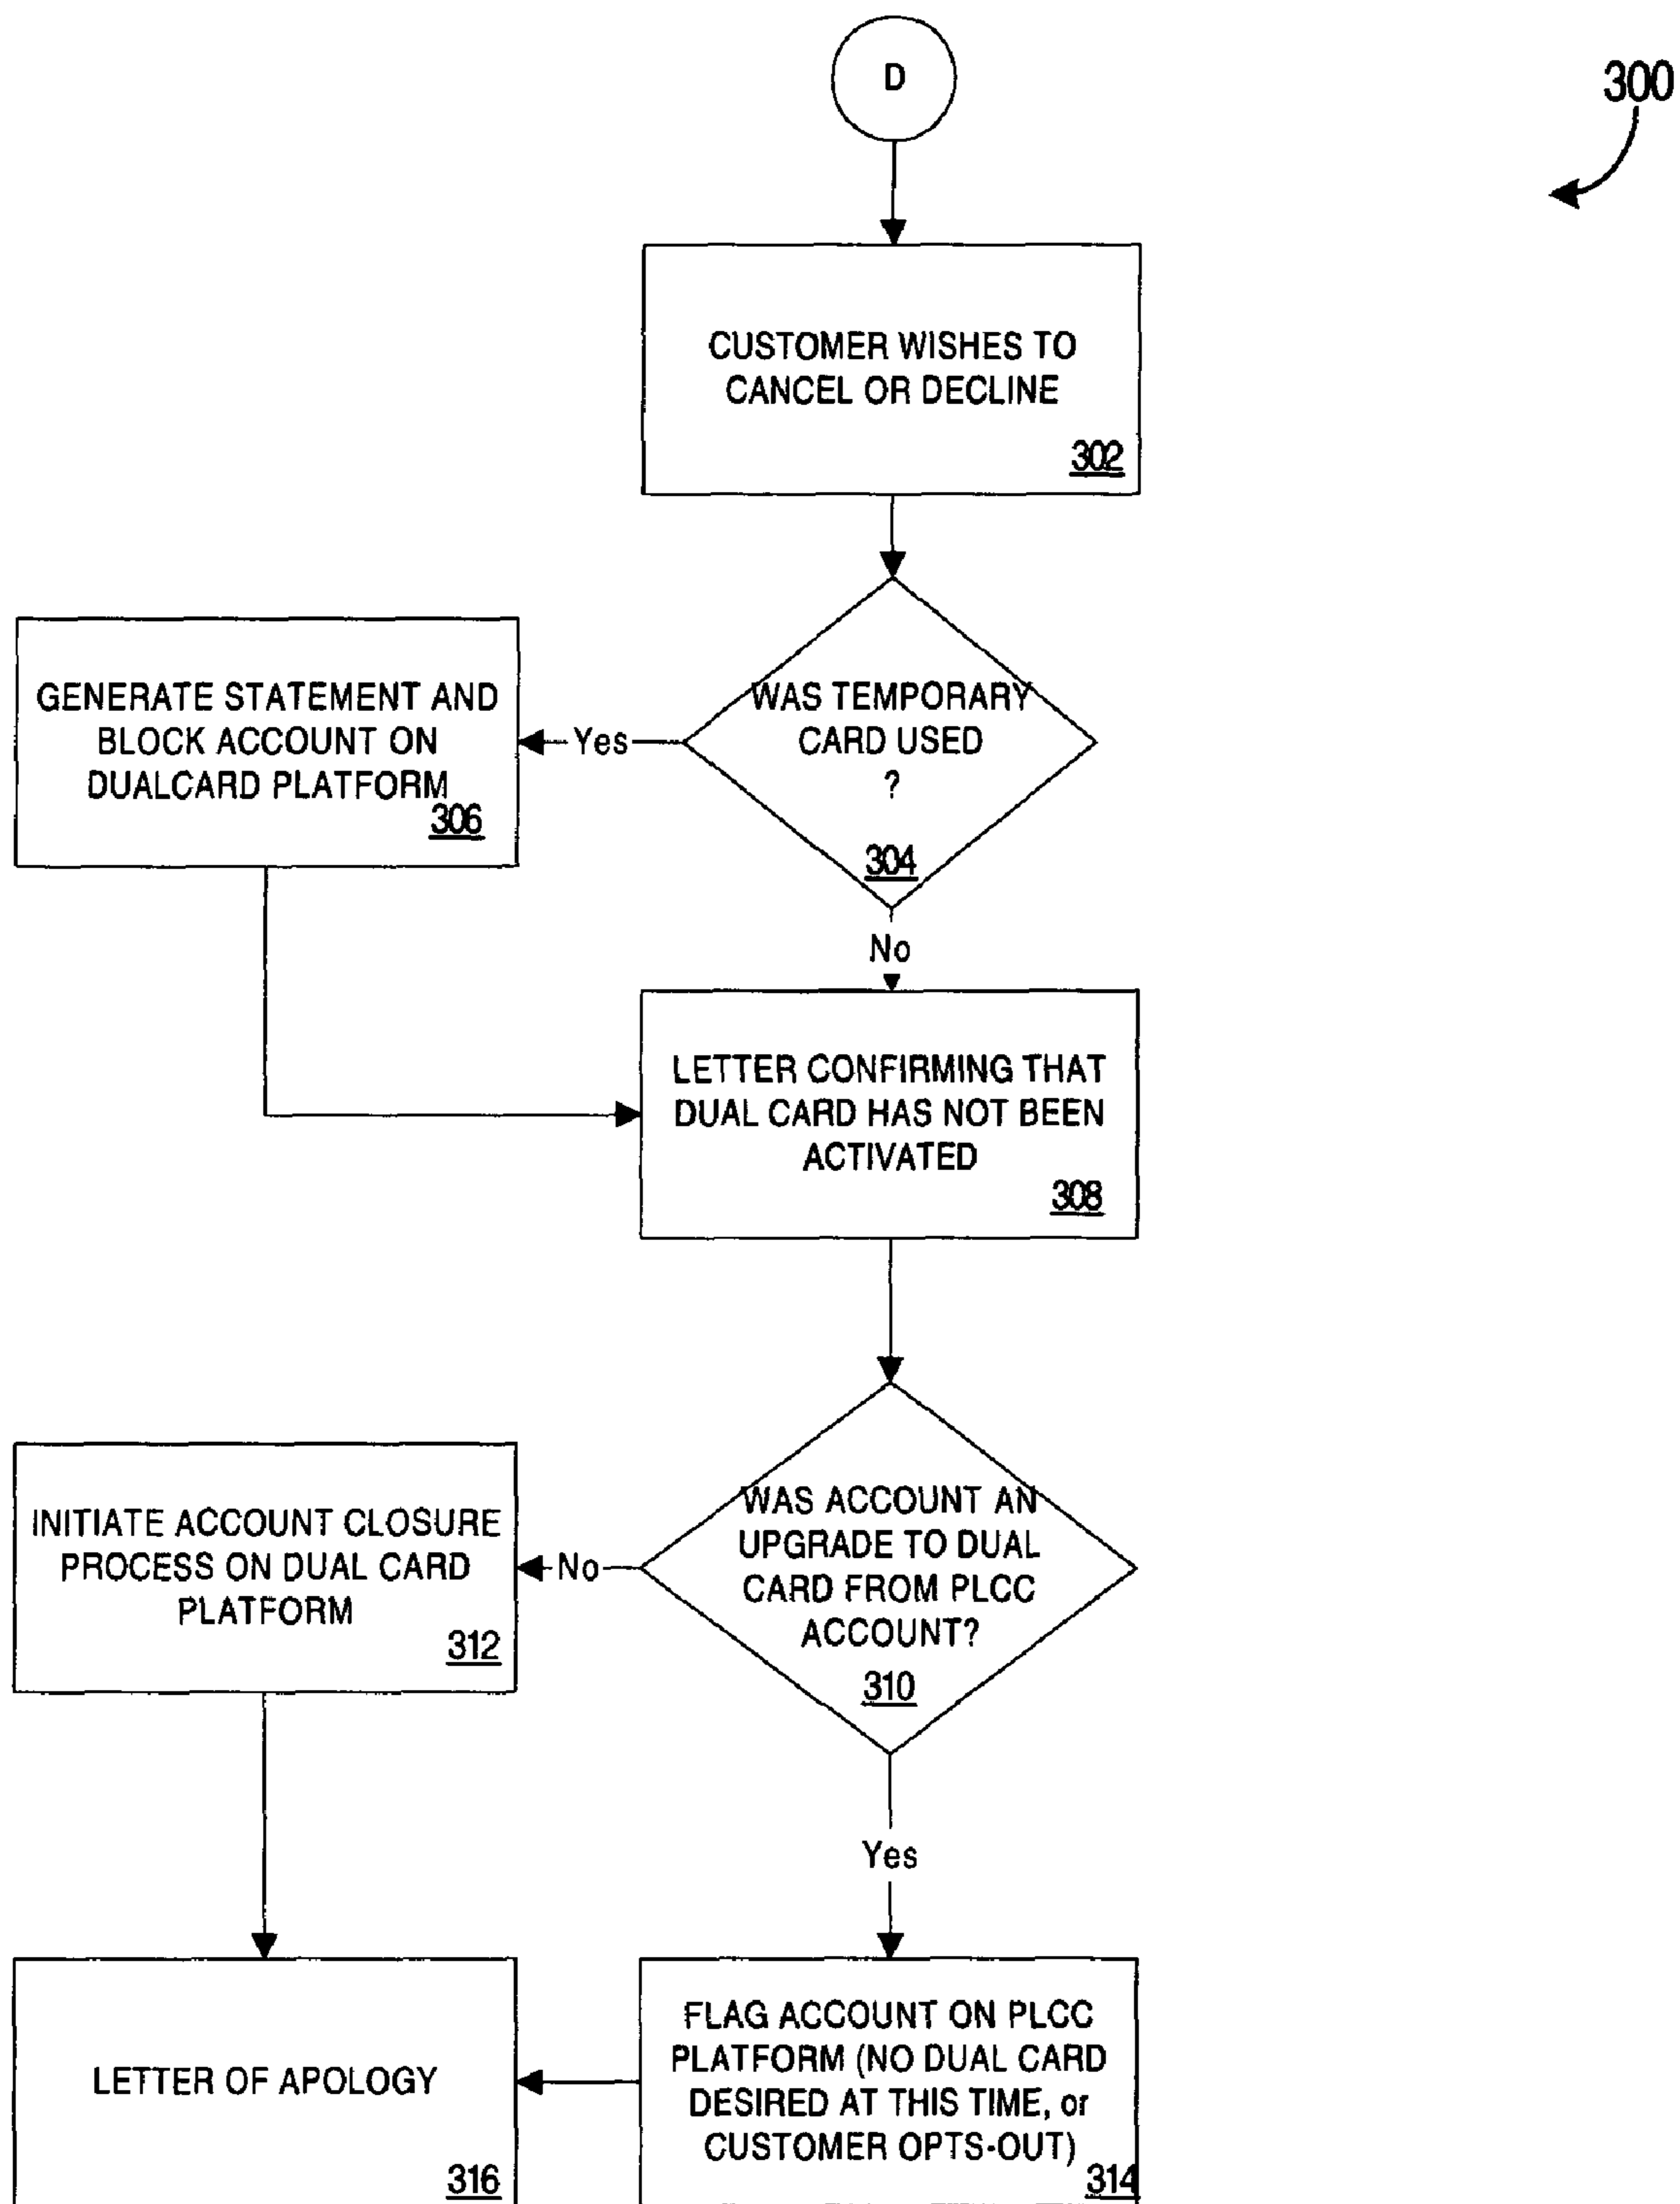 D
300
CUSTOMER WISHES TO
CANCEL OR DECLINE
302
WAS TEMPORARY
CARD USED
?
304
Yes
GENERATE STATEMENT AND
BLOCK ACCOUNT ON
DUALCARD PLATFORM
306
No
LETTER CONFIRMING THAT
DUAL CARD HAS NOT BEEN
ACTIVATED
308
WAS ACCOUNT AN
UPGRADE TO DUAL
CARD FROM PLCC
ACCOUNT?
310
No
INITIATE ACCOUNT CLOSURE
PROCESS ON DUAL CARD
PLATFORM
312
Yes
FLAG ACCOUNT ON PLCC
PLATFORM (NO DUAL CARD
DESIRED AT THIS TIME, or
CUSTOMER OPTS-OUT)
314
LETTER OF APOLOGY
316